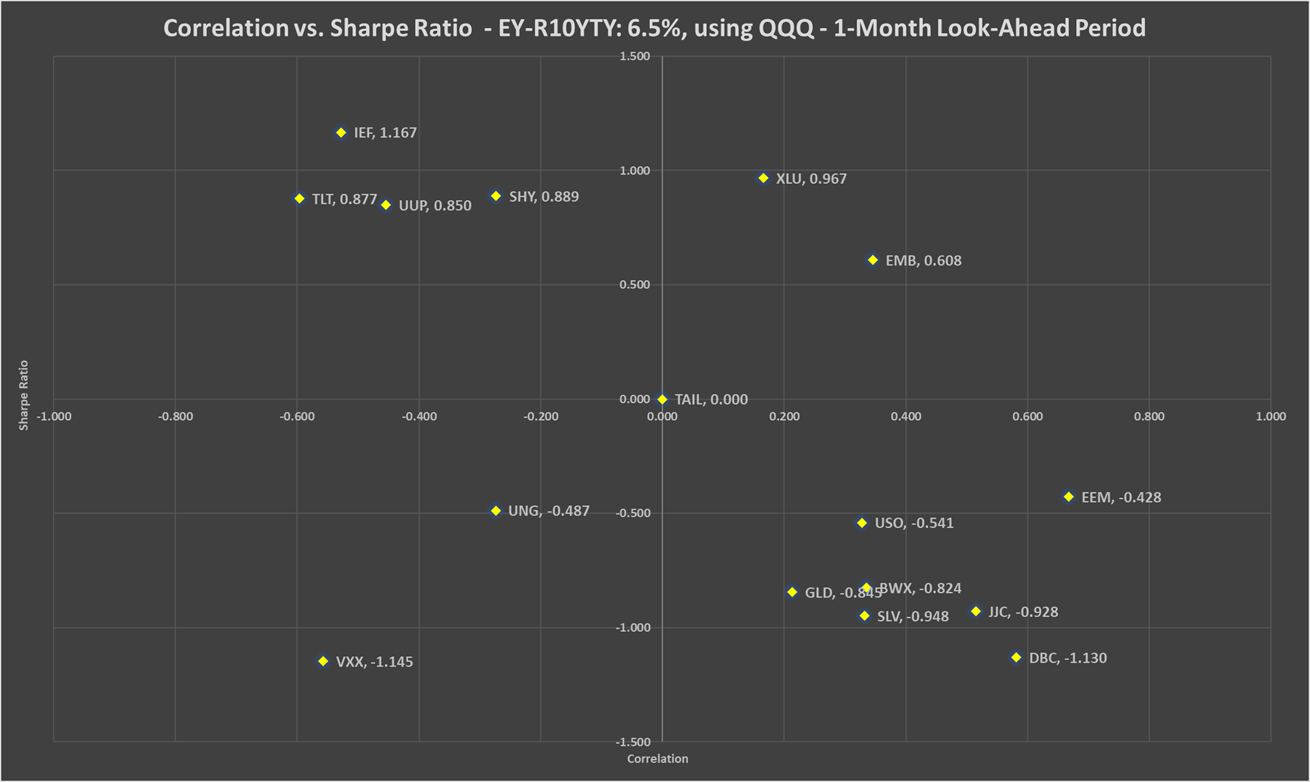 Correlation vs. Sharpe Ratio - EY-R10YTY: 6.5%, using QQQ - 1-Month Look-Ahead Period
1.500
IEF, 1.167
1.000
XLU, 0.967
TLT, 0.877
UUP, 0.850
SHY, 0.889
EMB, 0.608
0.500
Sharpe Ratio
0.000
TAIL, 0.000
-1.000
-0.800
-0.600
-0.400
-0.200
0.000
0.200
0.400
0.600
0.800
1.000
EEM, -0.428
UNG, -0.487
-0.500
USO, -0.541
GLD, -0.845
BWX, -0.824
SLV, -0.948
JJC, -0.928
-1.000
VXX, -1.145
DBC, -1.130
-1.500
Correlation